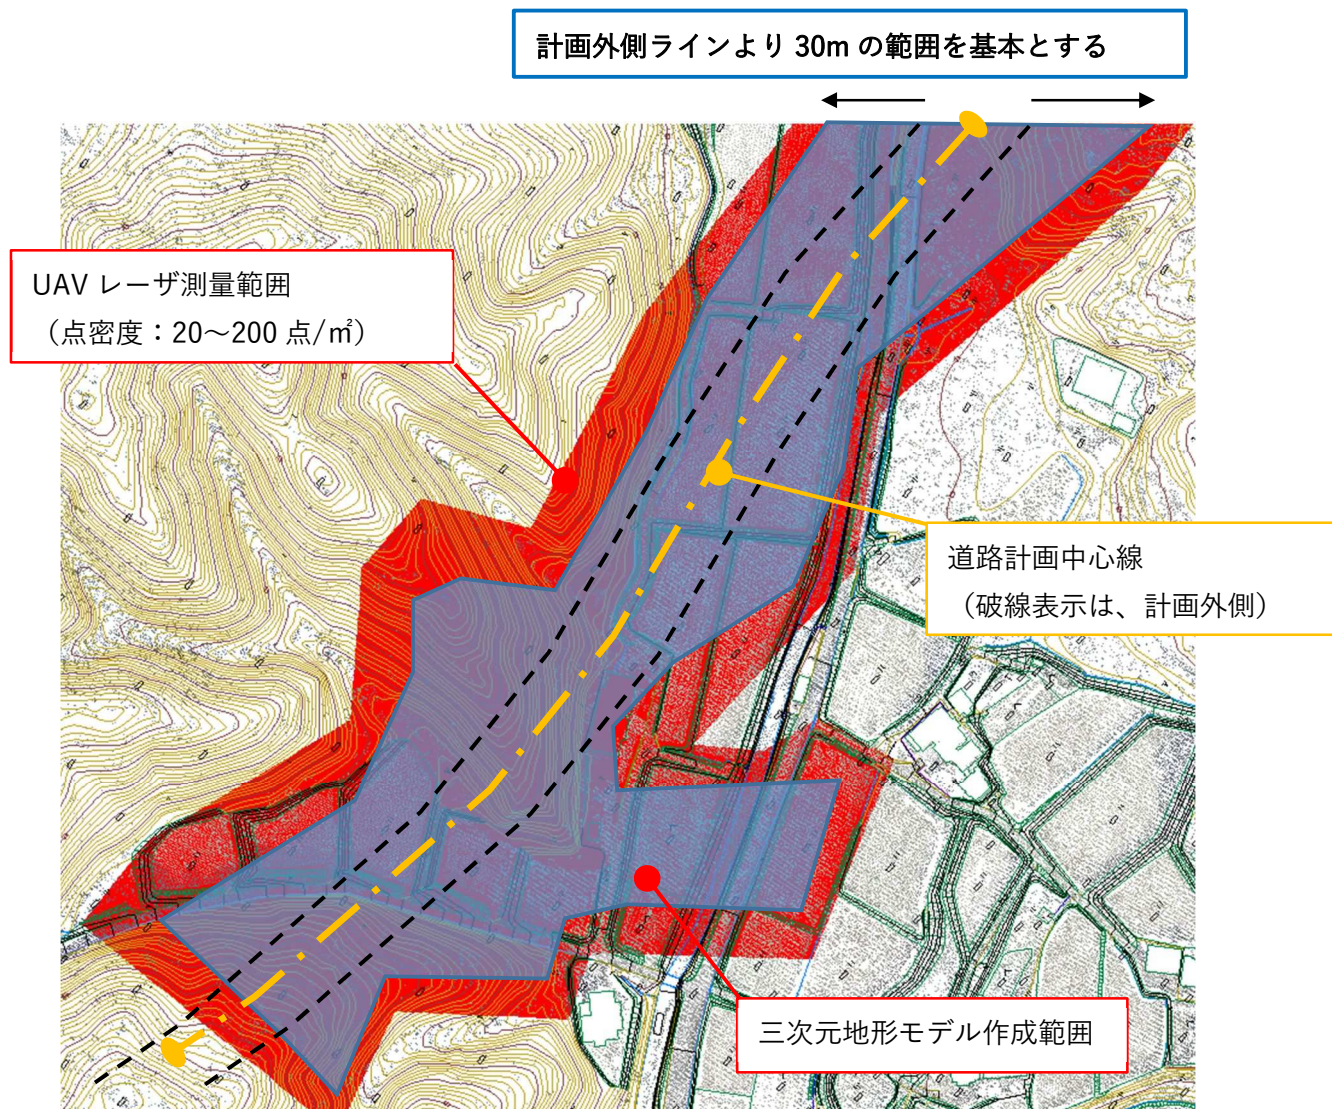 計画外側ラインより 30m の範囲を基本とする
UAV レーザ測量範囲
（点密度：20～200 点/㎡）
道路計画中心線
（破線表示は、計画外側）
三次元地形モデル作成範囲